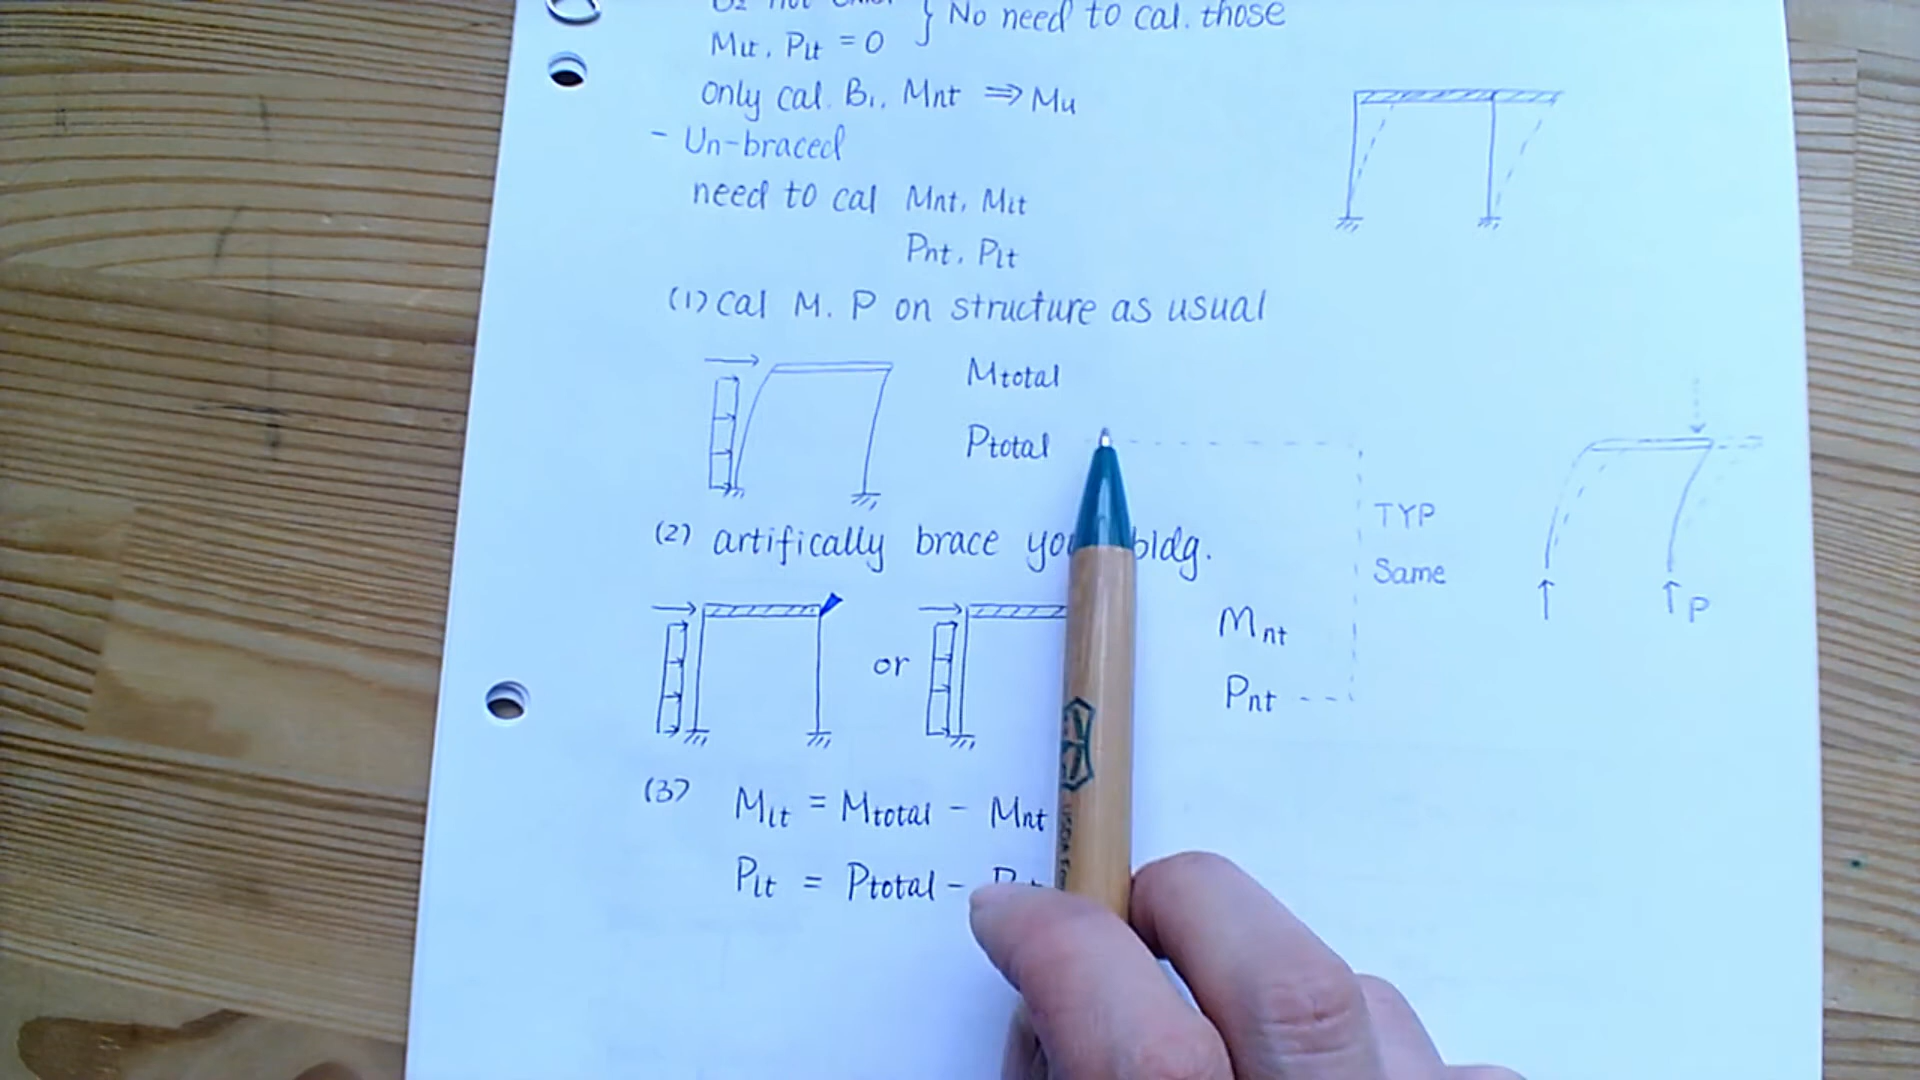 No need to cal. those
Mlt, Plt = 0
only cal. B1, Mnt ⇒ Mu
- Un-braced
need to cal Mnt, Mlt
Pnt, Plt
(1) cal M. P on structure as usual
Mtotal
Ptotal
TYP
Same
P
(2) artifically brace bldg.
or
Mnt
Pnt
(3) Mlt = Mtotal - Mnt
Plt = Ptotal -